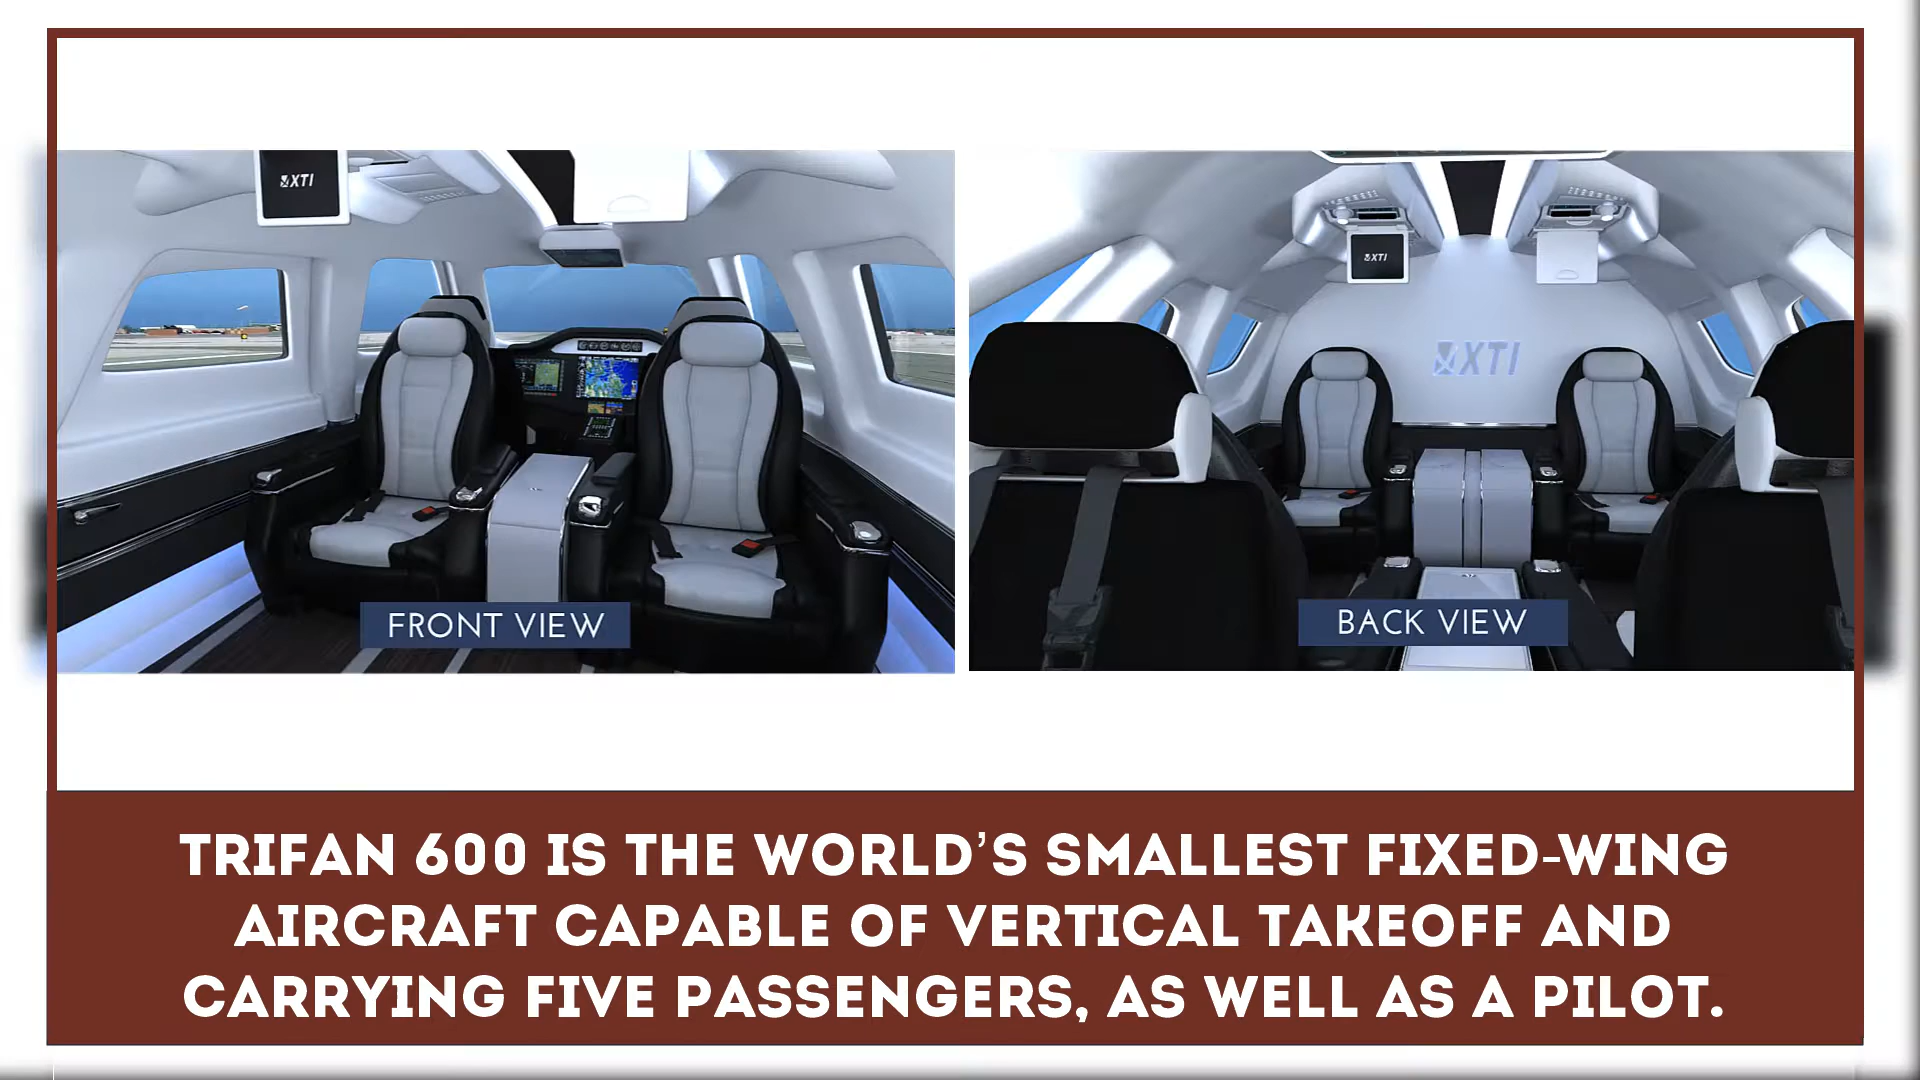 XTI
XTI
XTI
FRONT VIEW
BACK VIEW
TRIFAN 600 IS THE WORLD’S SMALLEST FIXED-WING
AIRCRAFT CAPABLE OF VERTICAL TAKEOFF AND
CARRYING FIVE PASSENGERS, AS WELL AS A PILOT.